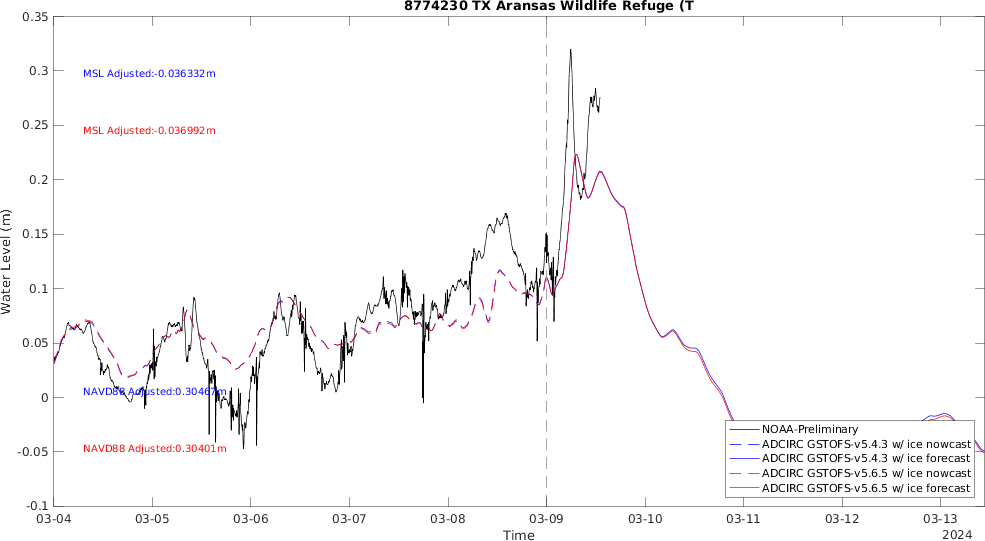 8774230 TX Aransas Wildlife Refuge (T
0.35
0.3
0.25
0.2
0.15
0.1
0.05
0
-0.05
-0.1
Water Level (m)
MSL Adjusted:-0.036332m
MSL Adjusted:-0.036992m
NAVD88 Adjusted:0.30467m
NAVD88 Adjusted:0.30401m
NOAA-Preliminary
ADCIRC GSTOFS-v5.4.3 w/ ice nowcast
ADCIRC GSTOFS-v5.4.3 w/ ice forecast
ADCIRC GSTOFS-v5.6.5 w/ ice nowcast
ADCIRC GSTOFS-v5.6.5 w/ ice forecast
03-04 03-05 03-06 03-07 03-08 03-09 03-10 03-11 03-12 03-13
Time
2024